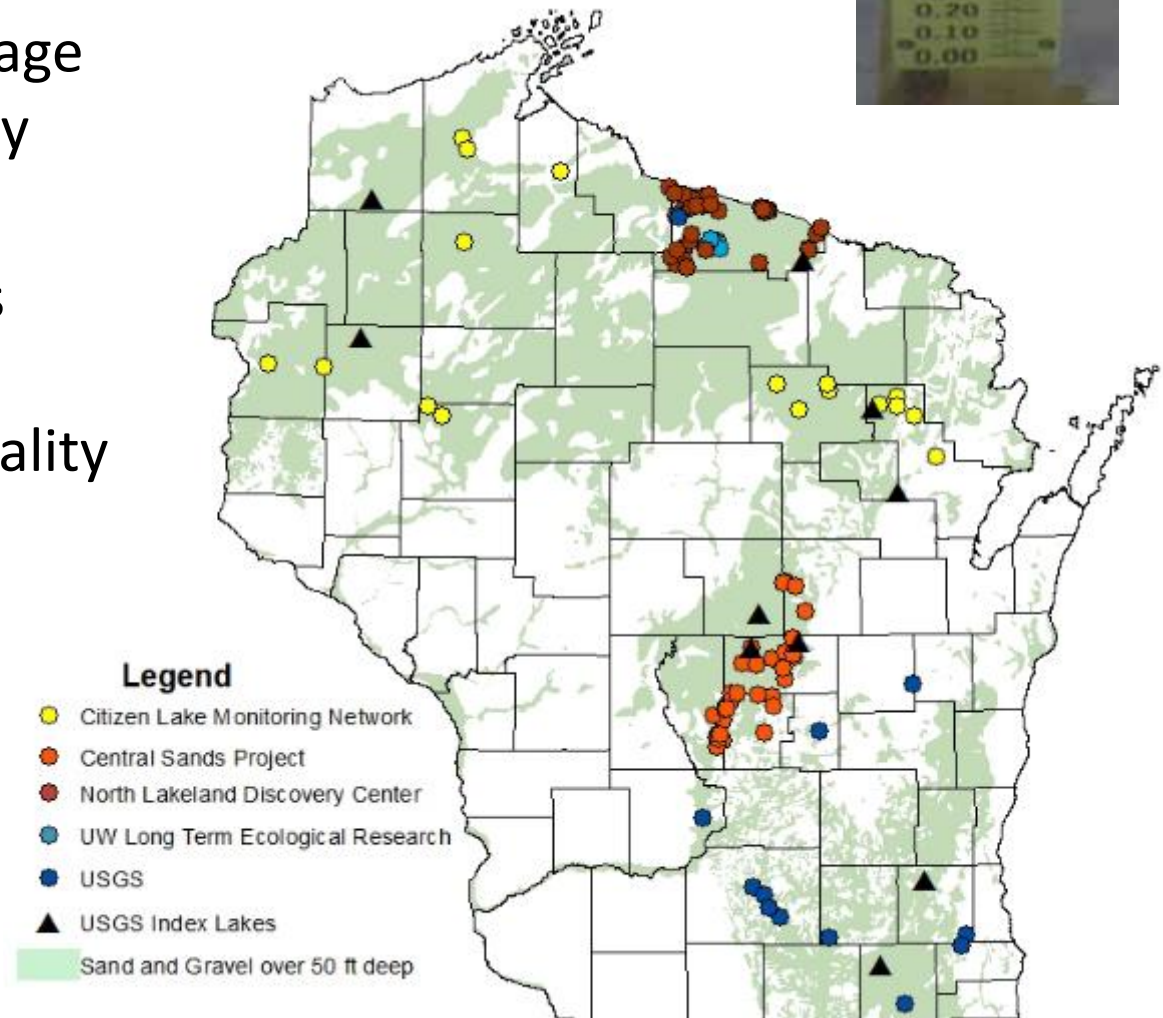 age
y
s
ality
0.20
0.10
0.00
Legend
Citizen Lake Monitoring Network
Central Sands Project
North Lakeland Discovery Center
UW Long Term Ecological Research
USGS
USGS Index Lakes
Sand and Gravel over 50 ft deep